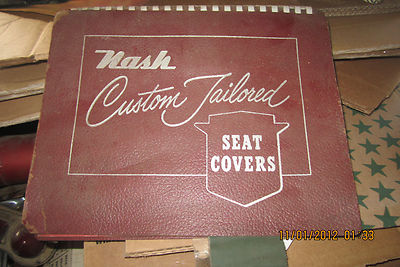 Nash
Custom Tailored
SEAT
COVERS
11/01/2012 01:33